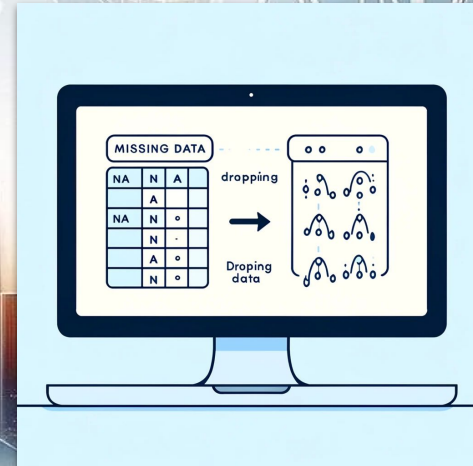 MISSING DATA
NA N A
A
NA N o
N ·
A o
N o
dropping
Droping
data